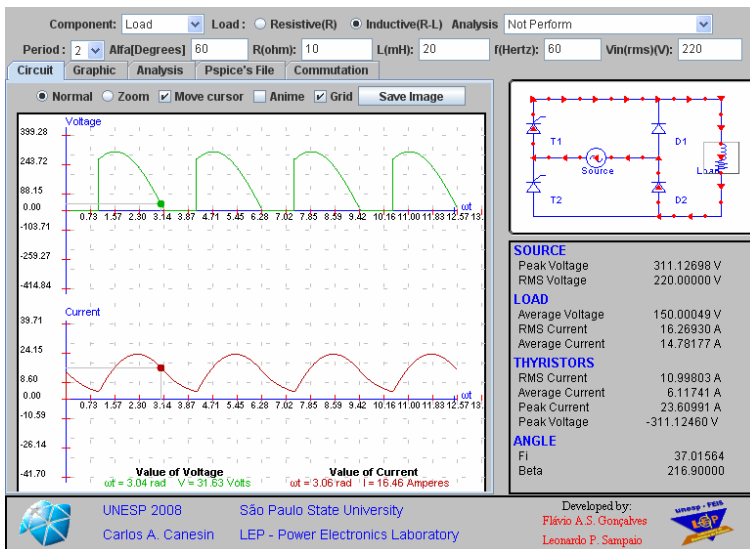 Component: Load Load : Resistive(R) Inductive(R-L) Analysis Not Perform
Period : 2 Alfa[Degrees] 60 R(ohm): 10 L(mH): 20 f(Hertz): 60 Vin(rms)(V): 220
Circuit Graphic Analysis Pspice's File Commutation
Normal Zoom Move cursor Anime Grid Save Image
Voltage
399.28
243.72
88.15
0.00
-103.71
-259.27
-414.84
0.73 1.57 2.30 3.14 3.87 4.71 5.45 6.28 7.02 7.85 8.59 9.42 10.16 11.00 11.83 12.57 13.
ωt
Current
39.71
24.15
8.60
0.00
-10.59
-26.14
-41.70
0.73 1.57 2.30 3.14 3.87 4.71 5.45 6.28 7.02 7.85 8.59 9.42 10.16 11.00 11.83 12.57 13.
ωt
Value of Voltage
ωt = 3.04 rad V = 31.63 Volts
Value of Current
ωt = 3.06 rad I = 16.46 Amperes
T1 D1
Source Load
T2 D2
SOURCE
Peak Voltage 311.12698 V
RMS Voltage 220.00000 V
LOAD
Average Voltage 150.00049 V
RMS Current 16.26930 A
Average Current 14.78177 A
THYRISTORS
RMS Current 10.99803 A
Average Current 6.11741 A
Peak Current 23.60991 A
Peak Voltage -311.12460 V
ANGLE
Fi 37.01564
Beta 216.90000
UNESP 2008 São Paulo State University
Carlos A. Canesin LEP - Power Electronics Laboratory
Developed by:
Flávio A.S. Gonçalves
Leonardo P. Sampaio
unesp - FEIS
LEP